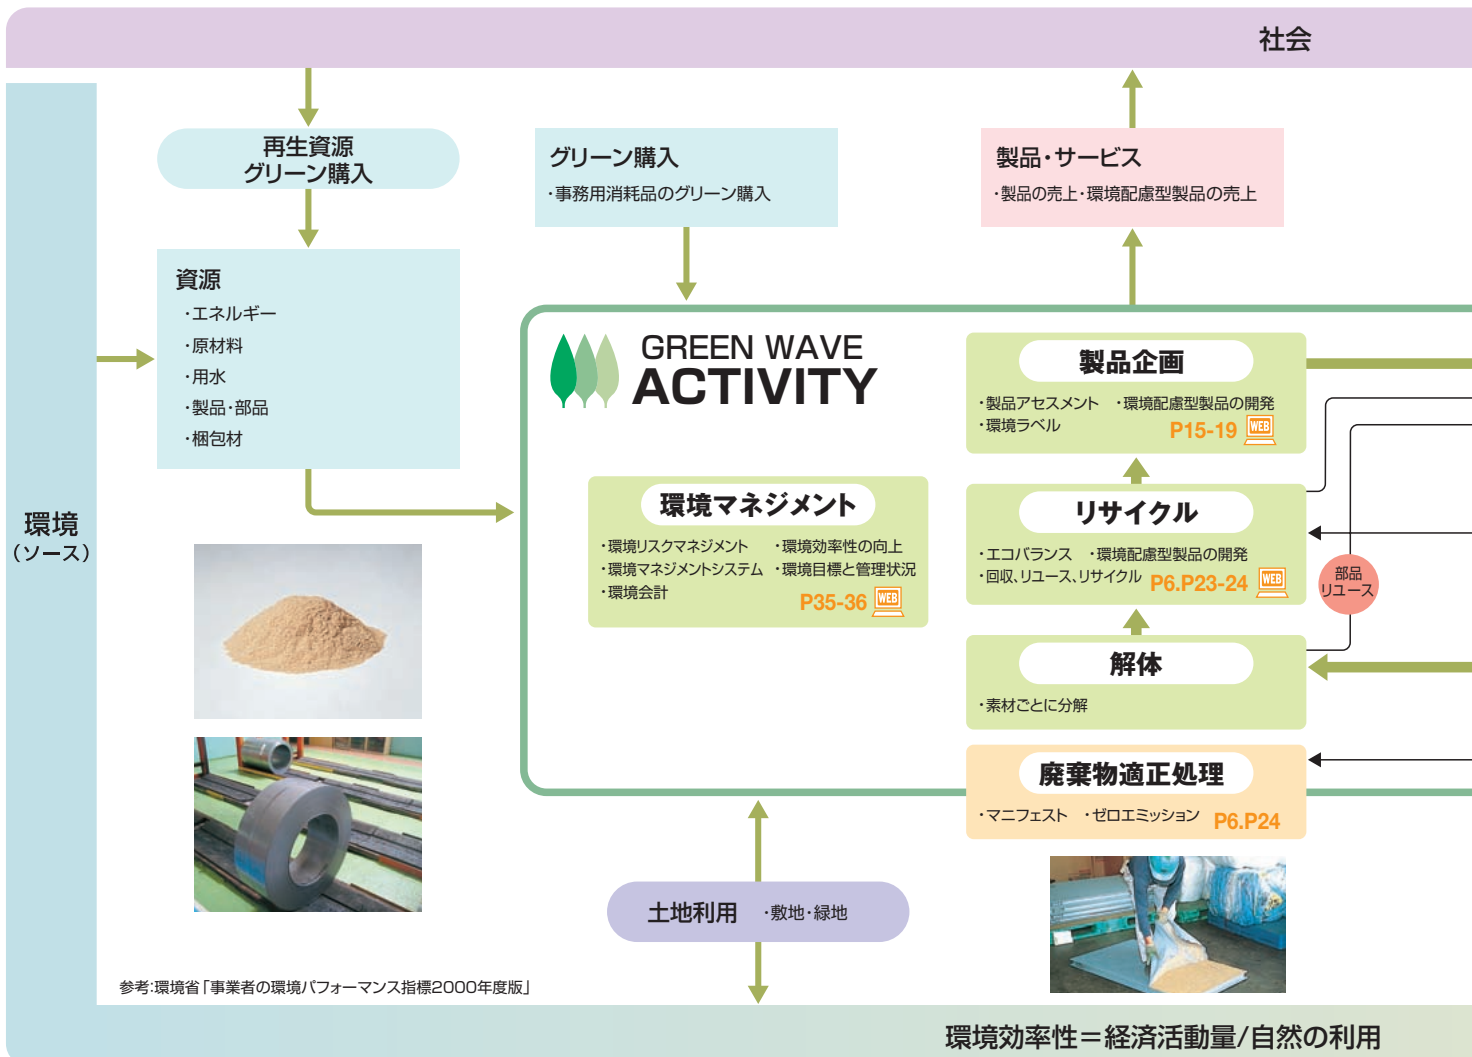 社会
再生資源
グリーン購入
グリーン購入
・事務用消耗品のグリーン購入
製品・サービス
・製品の売上・環境配慮型製品の売上
資源
・エネルギー
・原材料
・用水
・製品・部品
・梱包材
環境
（ソース）
GREEN WAVE
ACTIVITY
環境マネジメント
・環境リスクマネジメント ・環境効率性の向上
・環境マネジメントシステム ・環境目標と管理状況
・環境会計
P35-36 WEB
製品企画
・製品アセスメント ・環境配慮型製品の開発
・環境ラベル
P15-19 WEB
リサイクル
・エコバランス ・環境配慮型製品の開発
・回収、リユース、リサイクル P6.P23-24 WEB
部品
リユース
解体
・素材ごとに分解
廃棄物適正処理
・マニフェスト ・ゼロエミッション P6.P24
土地利用 ・敷地・緑地
参考:環境省「事業者の環境パフォーマンス指標2000年度版」
環境効率性＝経済活動量/自然の利用